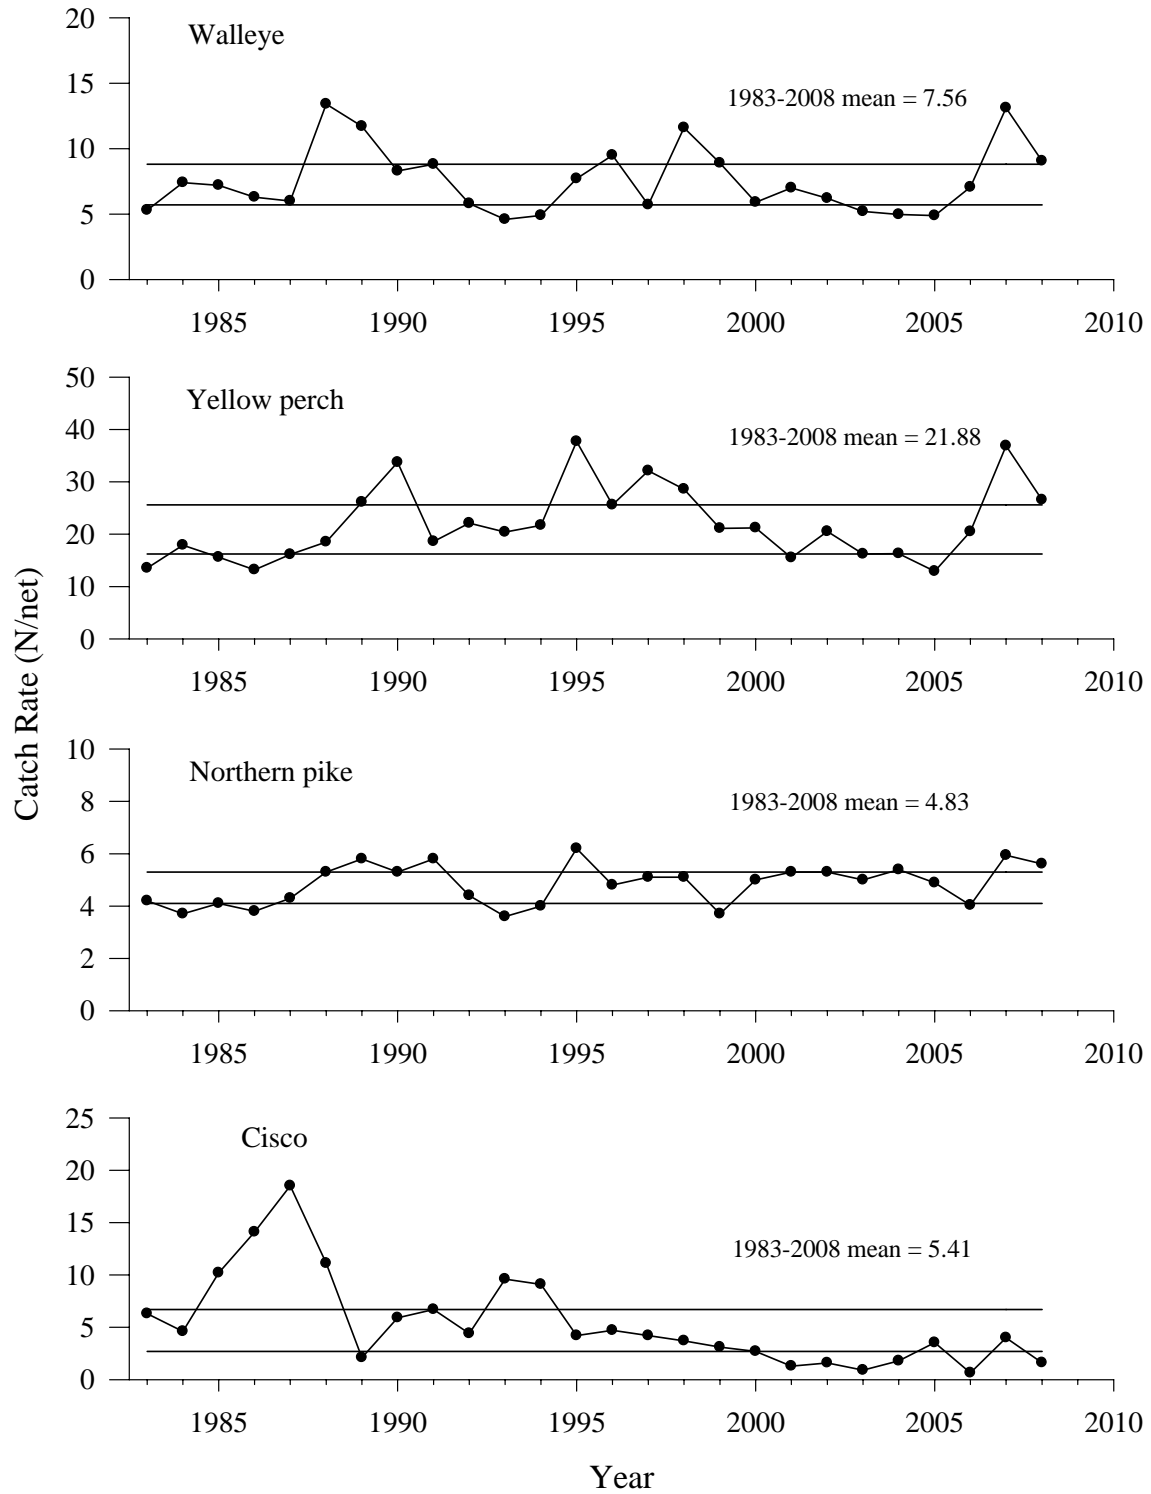 Catch Rate (N/net)
20
15
10
5
0
Walleye
1983-2008 mean = 7.56
1985 1990 1995 2000 2005 2010
50
40
30
20
10
0
Yellow perch
1983-2008 mean = 21.88
1985 1990 1995 2000 2005 2010
10
8
6
4
2
0
Northern pike
1983-2008 mean = 4.83
1985 1990 1995 2000 2005 2010
25
20
15
10
5
0
Cisco
1983-2008 mean = 5.41
1985 1990 1995 2000 2005 2010
Year